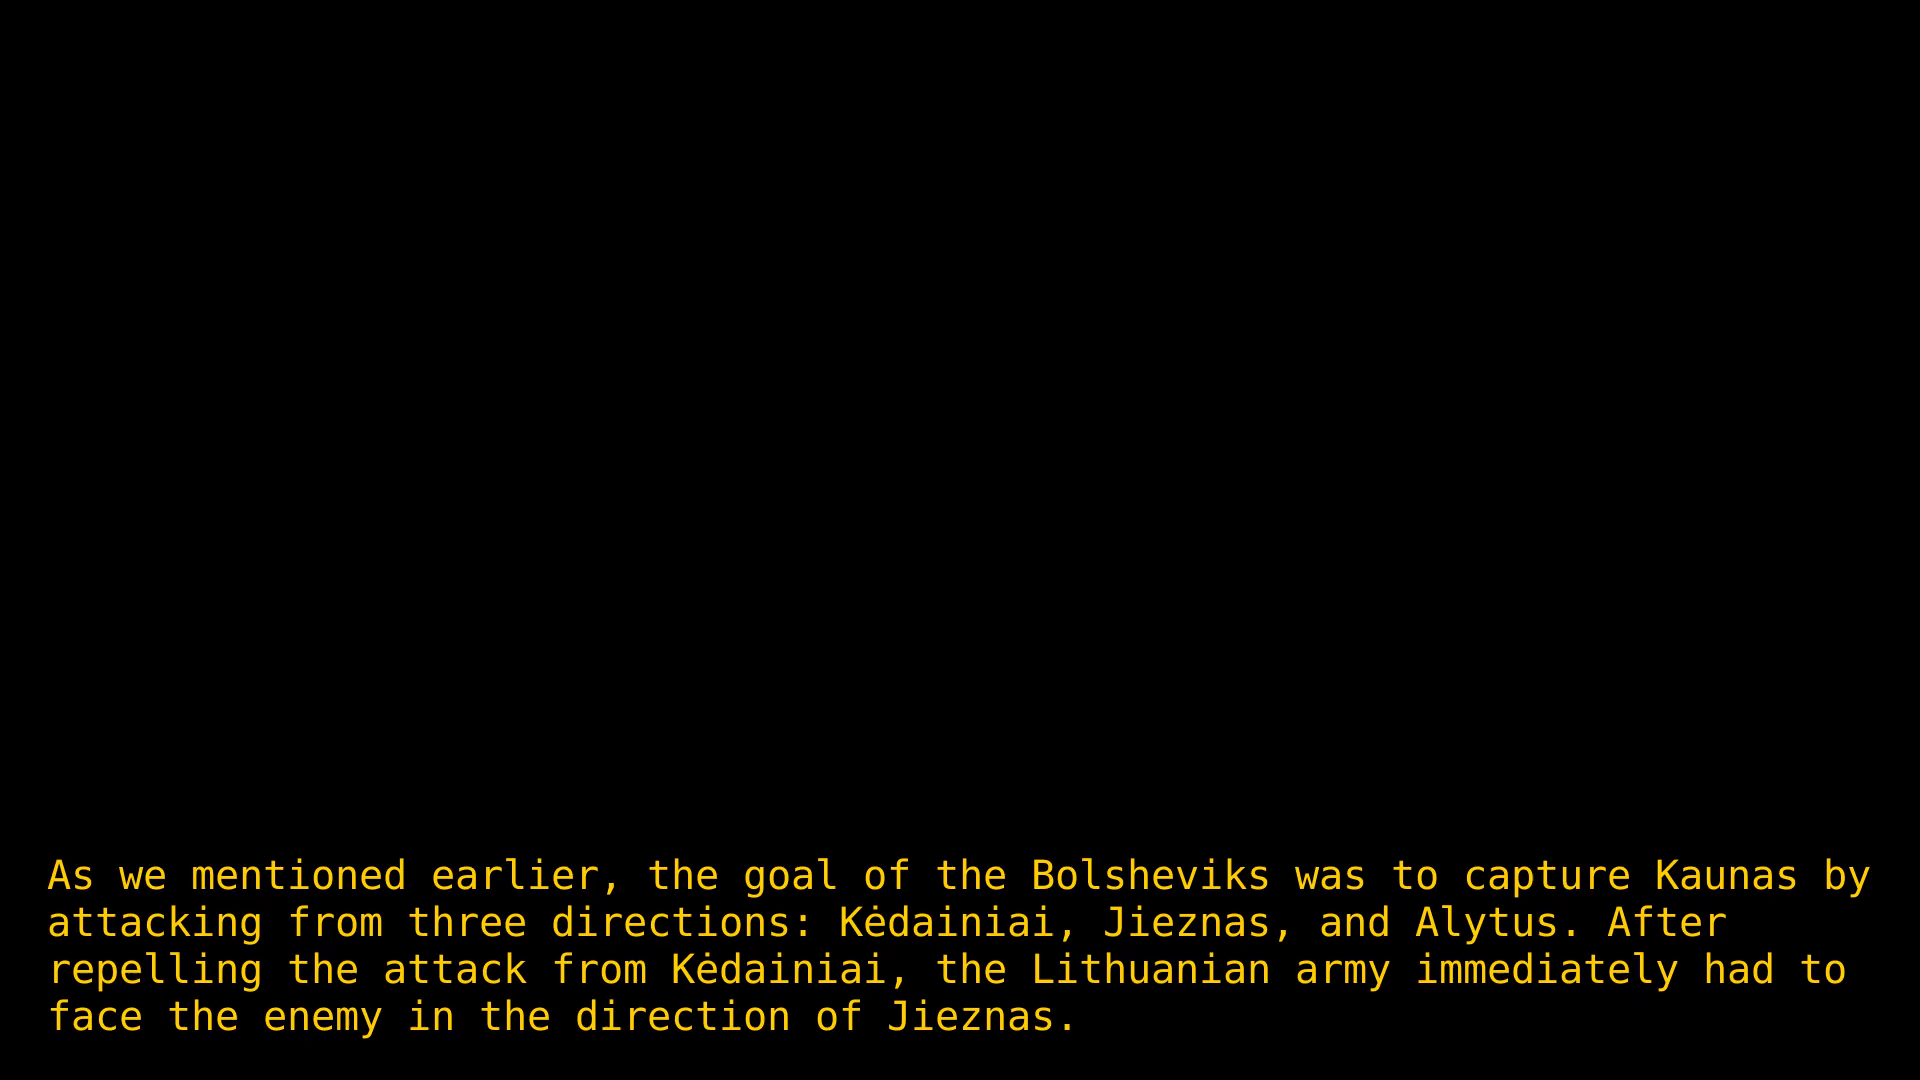 As we mentioned earlier, the goal of the Bolsheviks was to capture Kaunas by
attacking from three directions: Kėdainiai, Jieznas, and Alytus. After
repelling the attack from Kėdainiai, the Lithuanian army immediately had to
face the enemy in the direction of Jieznas.